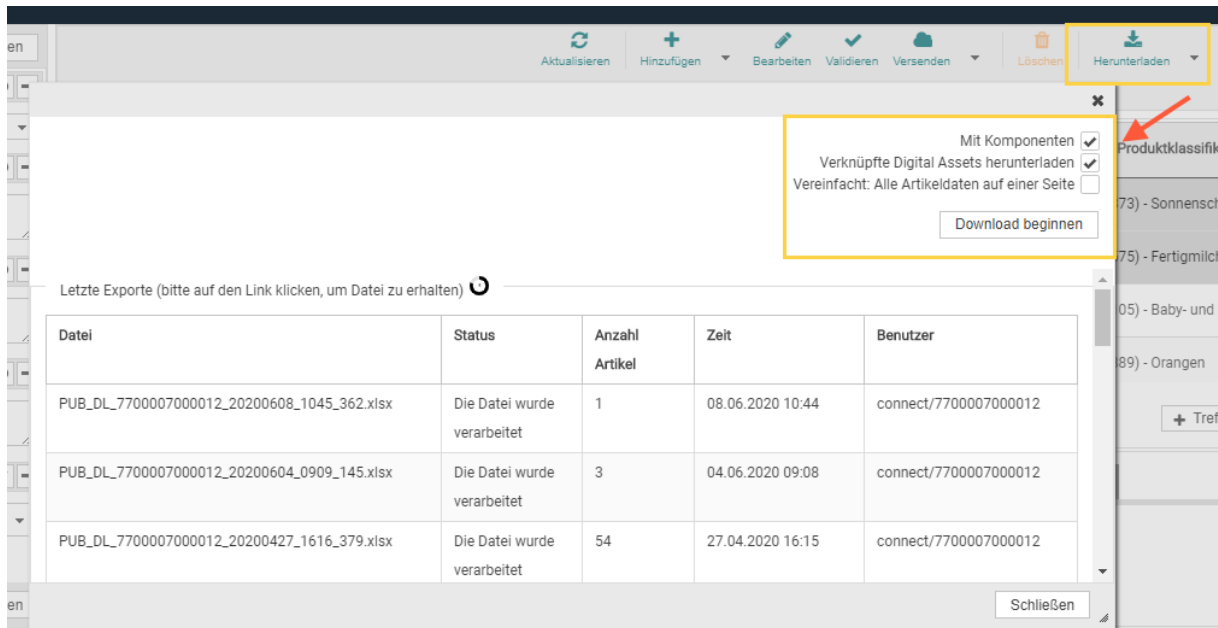 en
Aktualisieren Hinzufügen Bearbeiten Validieren Versenden Löschen Herunterladen
Mit Komponenten
Verknüpfte Digital Assets herunterladen
Vereinfacht: Alle Artikeldaten auf einer Seite
Download beginnen
Produktklassifik
73) - Sonnensch
75) - Fertigmilch
05) - Baby- und
389) - Orangen
+ Tref
Letzte Exporte (bitte auf den Link klicken, um Datei zu erhalten)
Datei Status Anzahl Artikel Zeit Benutzer
PUB_DL_7700007000012_20200608_1045_362.xlsx Die Datei wurde verarbeitet 1 08.06.2020 10:44 connect/7700007000012
PUB_DL_7700007000012_20200604_0909_145.xlsx Die Datei wurde verarbeitet 3 04.06.2020 09:08 connect/7700007000012
PUB_DL_7700007000012_20200427_1616_379.xlsx Die Datei wurde verarbeitet 54 27.04.2020 16:15 connect/7700007000012
en
Schließen